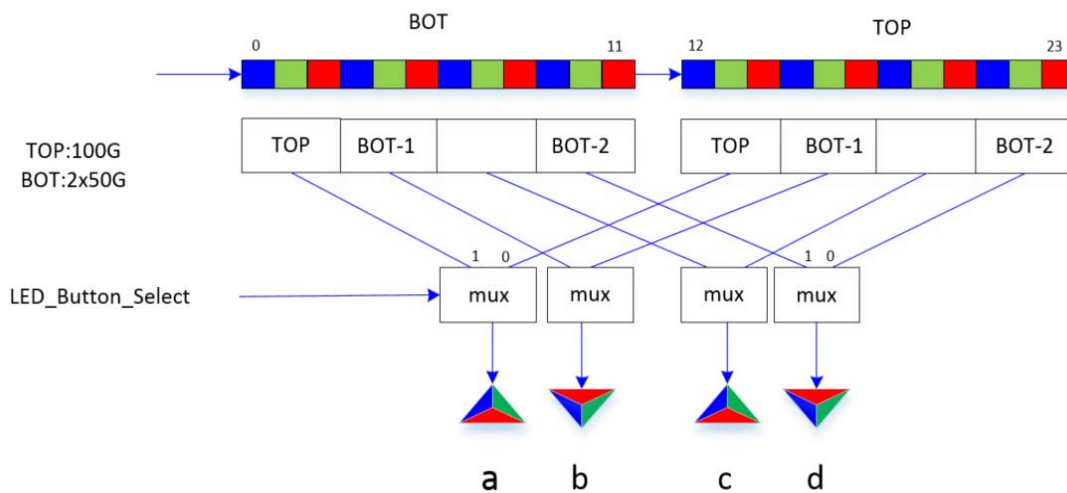 BOT
TOP
0
11
12
23
TOP
BOT-1
BOT-2
TOP
BOT-1
BOT-2
TOP:100G
BOT:2x50G
1 0
1 0
LED_Button_Select
mux
mux
mux
mux
a
b
c
d